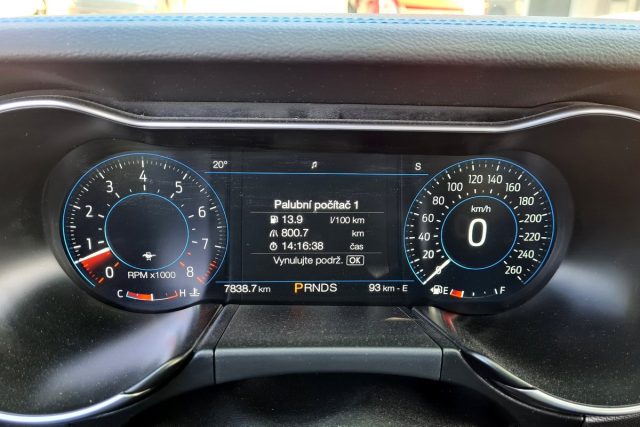 20° S
Palubní počítač 1
13.9 l/100 km
800.7 km
14:16:38 čas
Vynulujte podrž. OK
7838.7 km PRNDS 93 km - E
0 1 2 3 4 5 6 7 8
RPM x1000
C H
0 20 40 60 80 100 120 140 160 180 200 220 240 260
km/h
0
E F